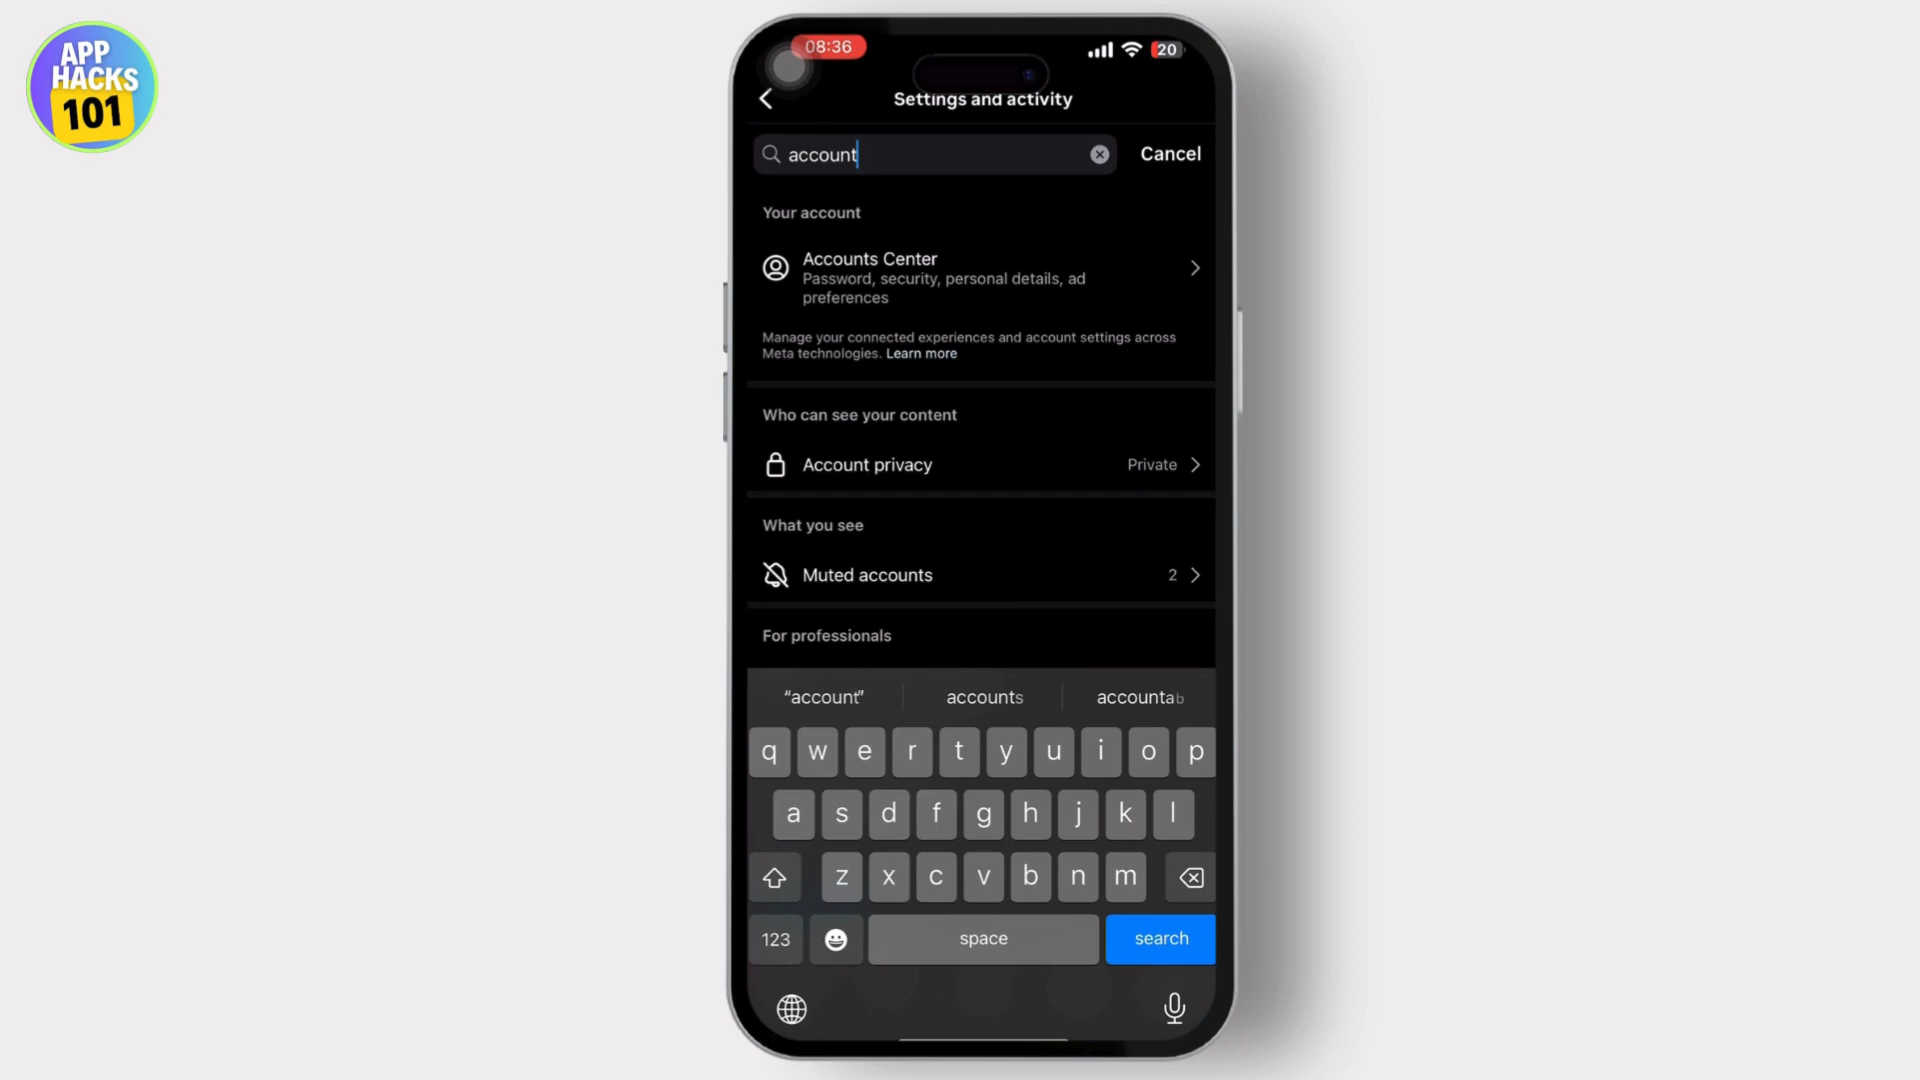 APP
HACKS
101
08:36
20
Settings and activity
account
Cancel
Your account
Accounts Center
Password, security, personal details, ad
preferences
Manage your connected experiences and account settings across
Meta technologies. Learn more
Who can see your content
Account privacy
Private
What you see
Muted accounts
2
For professionals
"account" accounts accountab
q w e r t y u i o p
a s d f g h j k l
z x c v b n m
123 space search